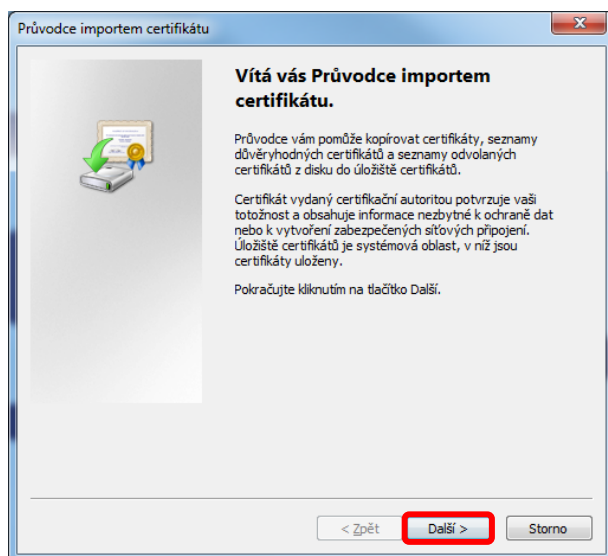 Průvodce importem certifikátu
Vítá vás Průvodce importem
certifikátu.
Průvodce vám pomůže kopírovat certifikáty, seznamy
důvěryhodných certifikátů a seznamy odvolaných
certifikátů z disku do úložiště certifikátů.
Certifikát vydaný certifikační autoritou potvrzuje vaši
totožnost a obsahuje informace nezbytné k ochraně dat
nebo k vytvoření zabezpečených síťových připojení.
Úložiště certifikátů je systémová oblast, v níž jsou
certifikáty uloženy.
Pokračujte kliknutím na tlačítko Další.
< Zpět
Další >
Storno